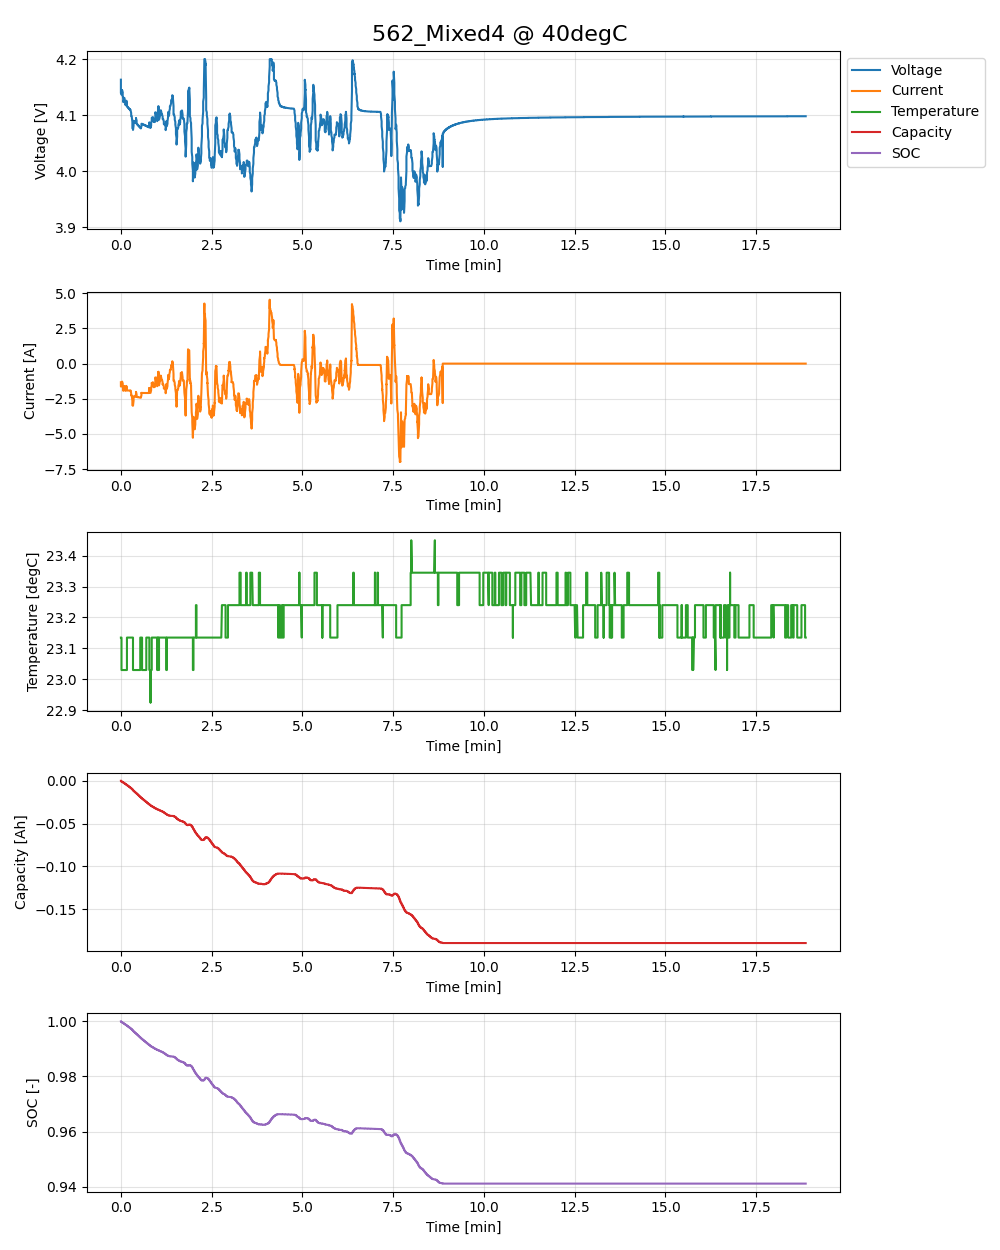 562_Mixed4 @ 40degC
Voltage [V]
4.2
4.1
4.0
3.9
0.0 2.5 5.0 7.5 10.0 12.5 15.0 17.5
Time [min]
Voltage
Current
Temperature
Capacity
SOC
Current [A]
5.0
2.5
0.0
−2.5
−5.0
−7.5
0.0 2.5 5.0 7.5 10.0 12.5 15.0 17.5
Time [min]
Temperature [degC]
23.4
23.3
23.2
23.1
23.0
22.9
0.0 2.5 5.0 7.5 10.0 12.5 15.0 17.5
Time [min]
Capacity [Ah]
0.00
−0.05
−0.10
−0.15
0.0 2.5 5.0 7.5 10.0 12.5 15.0 17.5
Time [min]
SOC [-]
1.00
0.98
0.96
0.94
0.0 2.5 5.0 7.5 10.0 12.5 15.0 17.5
Time [min]